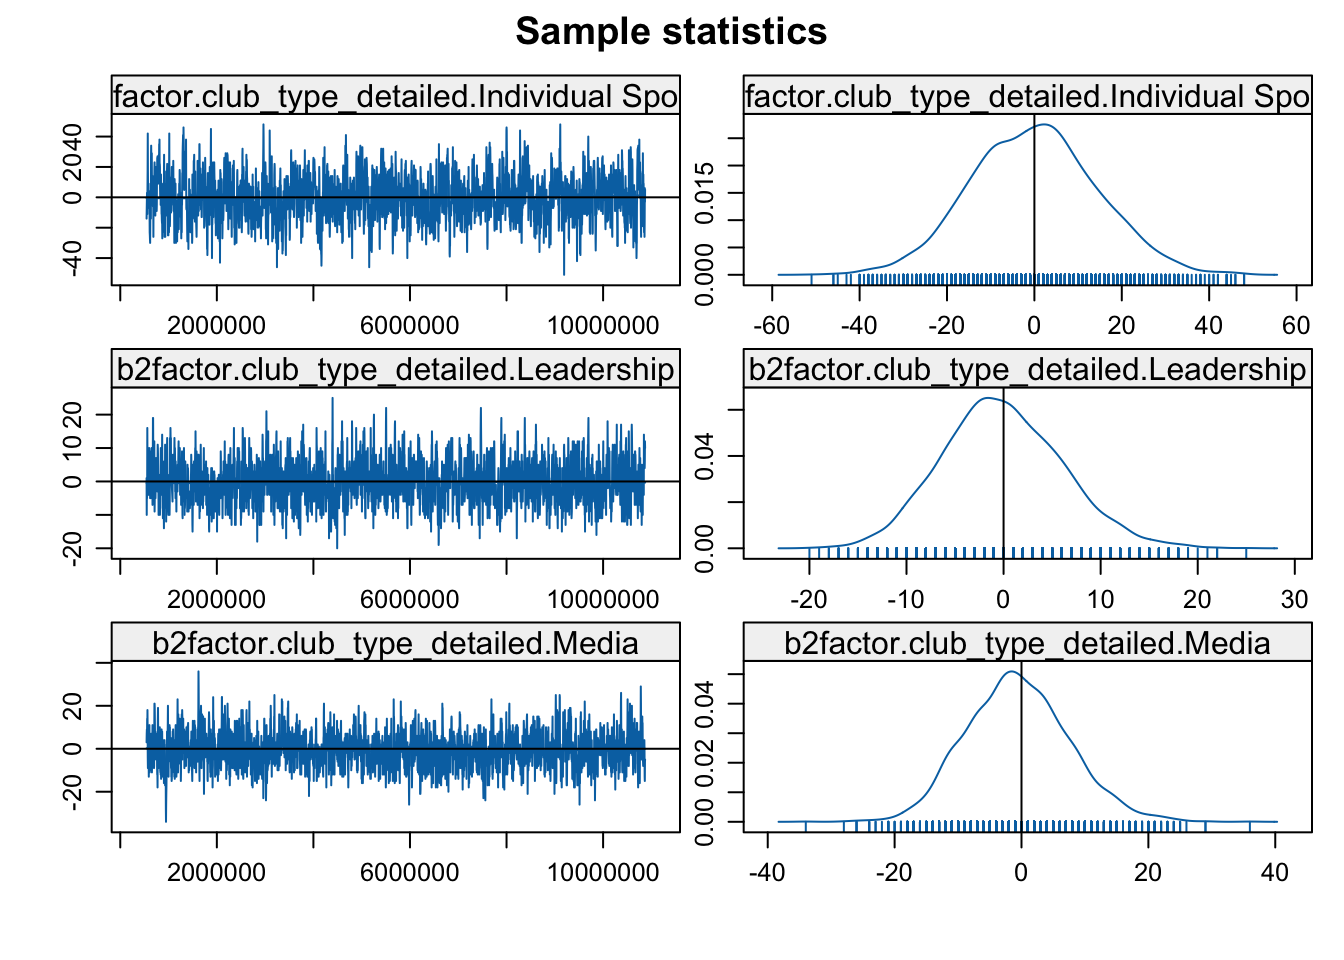 Sample statistics
factor.club_type_detailed.Individual Spo
factor.club_type_detailed.Individual Spo
-40 0 20 40
0.000 0.015
2000000 6000000 10000000
-60 -40 -20 0 20 40 60
b2factor.club_type_detailed.Leadership
b2factor.club_type_detailed.Leadership
-20 0 10 20
0.00 0.04
2000000 6000000 10000000
-20 -10 0 10 20 30
b2factor.club_type_detailed.Media
b2factor.club_type_detailed.Media
-20 0 20
0.00 0.02 0.04
2000000 6000000 10000000
-40 -20 0 20 40